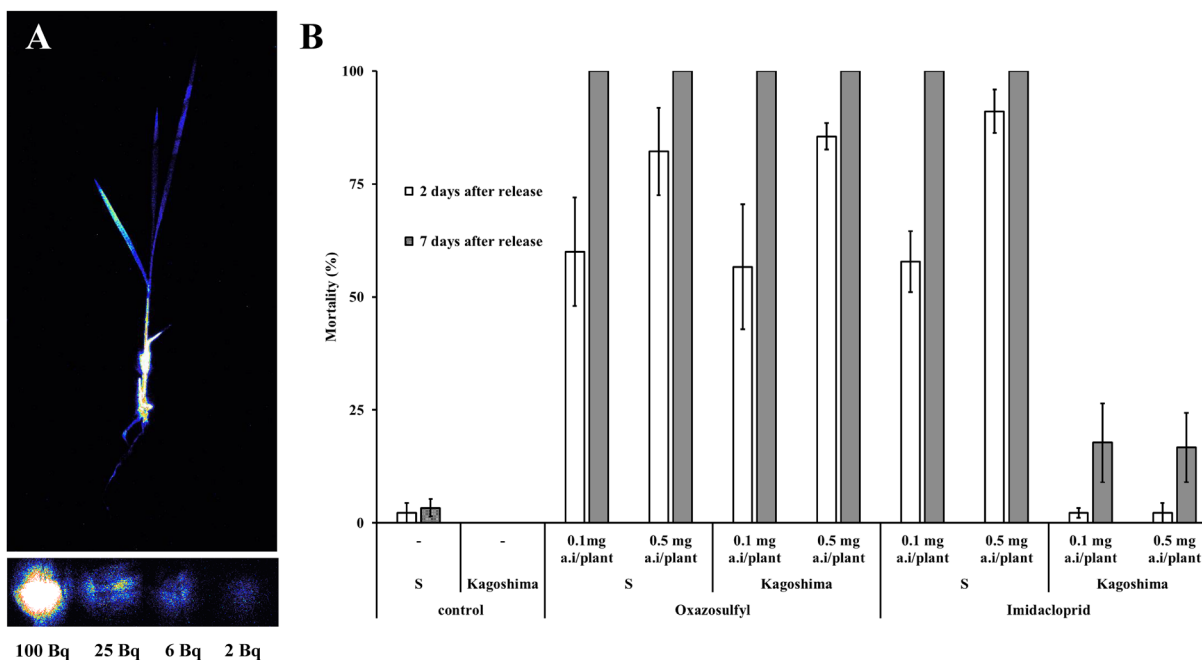 A
100 Bq 25 Bq 6 Bq 2 Bq
B
Mortality (%)
100
75
50
25
0
2 days after release
7 days after release
- - 0.1 mg 0.5 mg 0.1 mg 0.5 mg 0.1 mg 0.5 mg 0.1 mg 0.5 mg
a.i/plant a.i/plant a.i/plant a.i/plant a.i/plant a.i/plant a.i/plant a.i/plant
S Kagoshima S Kagoshima S Kagoshima
control Oxazosulfyl Imidacloprid